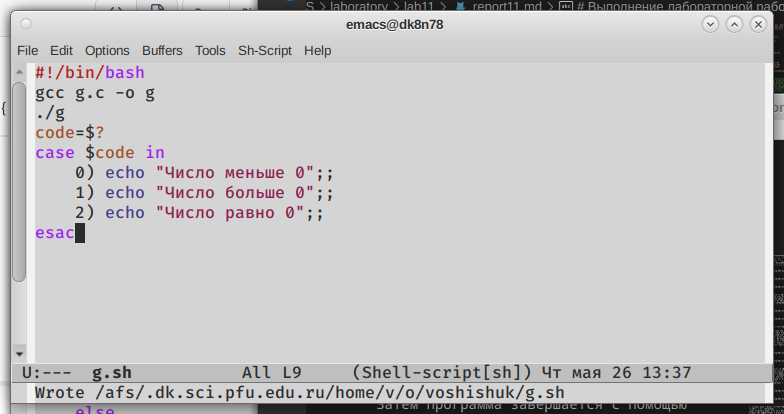 S > laboratory > lab11 > report11.md > # Выполнение лабораторной рабо
emacs@dk8n78
File Edit Options Buffers Tools Sh-Script Help
#!/bin/bash
gcc g.c -o g
./g
code=$?
case $code in
0) echo "Число меньше 0";;
1) echo "Число больше 0";;
2) echo "Число равно 0";;
esac
U:--- g.sh All L9 (Shell-script[sh]) Чт мая 26 13:37
Wrote /afs/.dk.sci.pfu.edu.ru/home/v/o/voshishuk/g.sh
else
Затем программа завершается с помощью